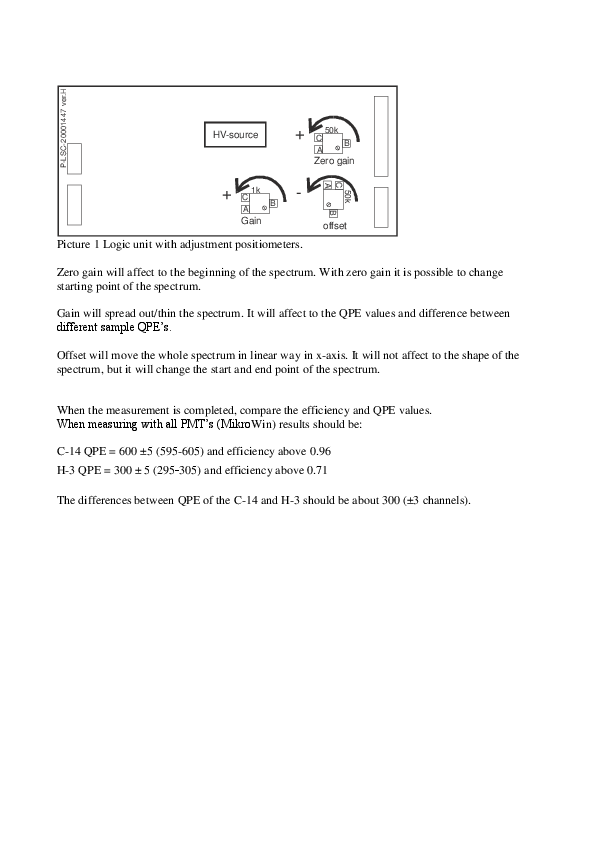 P-LSC-20001447 ver.H
HV-source
+
50k
C
A
B
Zero gain
+
1k
C
A
B
Gain
-
A
C
50k
B
offset
Picture 1 Logic unit with adjustment positiometers.
Zero gain will affect to the beginning of the spectrum. With zero gain it is possible to change
starting point of the spectrum.
Gain will spread out/thin the spectrum. It will affect to the QPE values and difference between
different sample QPE's.
Offset will move the whole spectrum in linear way in x-axis. It will not affect to the shape of the
spectrum, but it will change the start and end point of the spectrum.
When the measurement is completed, compare the efficiency and QPE values.
When measuring with all PMT's (MikroWin) results should be:
C-14 QPE = 600 ±5 (595-605) and efficiency above 0.96
H-3 QPE = 300 ± 5 (295-305) and efficiency above 0.71
The differences between QPE of the C-14 and H-3 should be about 300 (±3 channels).